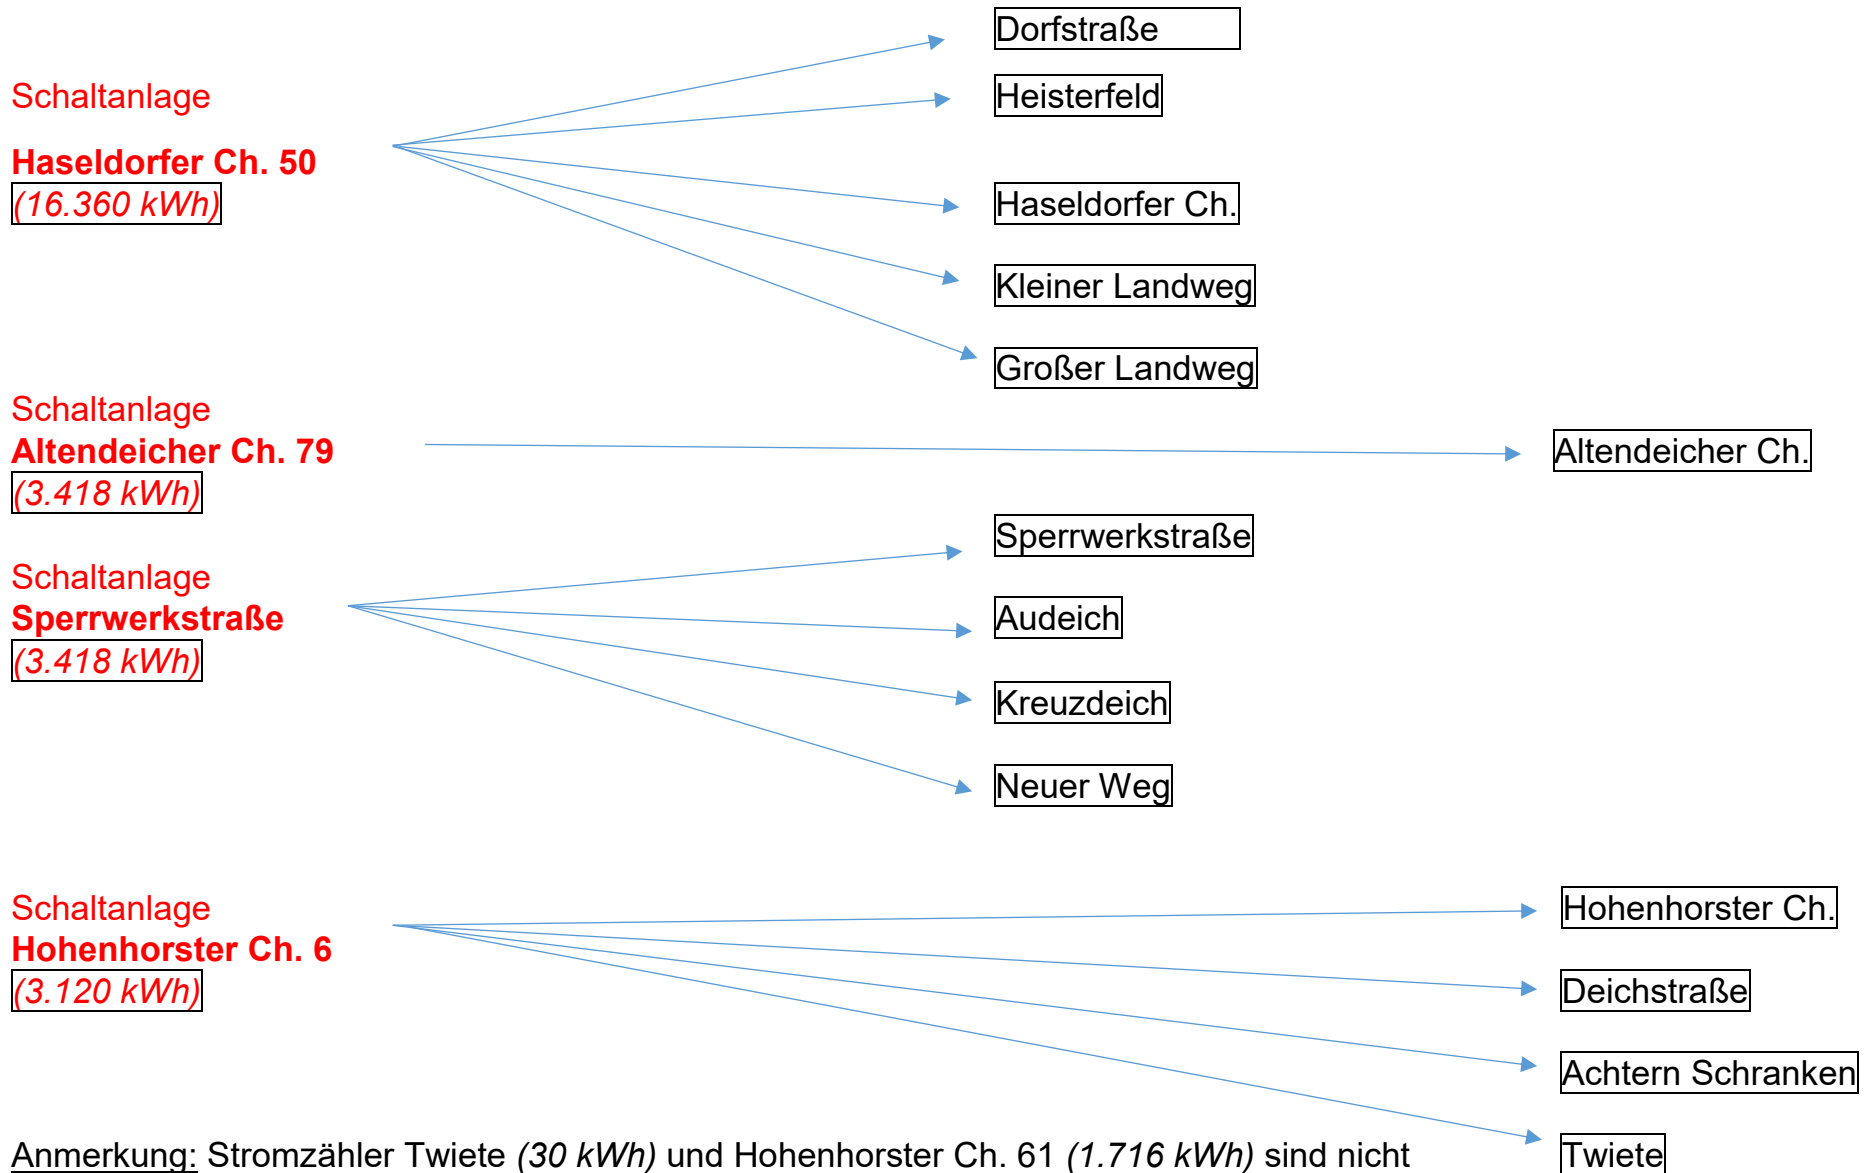 Schaltanlage
Haseldorfer Ch. 50
(16.360 kWh)
Dorfstraße
Heisterfeld
Haseldorfer Ch.
Kleiner Landweg
Großer Landweg
Schaltanlage
Altendeicher Ch. 79
(3.418 kWh)
Altendeicher Ch.
Schaltanlage
Sperrwerkstraße
(3.418 kWh)
Sperrwerkstraße
Audeich
Kreuzdeich
Neuer Weg
Schaltanlage
Hohenhorster Ch. 6
(3.120 kWh)
Hohenhorster Ch.
Deichstraße
Achtern Schranken
Twiete
Anmerkung: Stromzähler Twiete (30 kWh) und Hohenhorster Ch. 61 (1.716 kWh) sind nicht